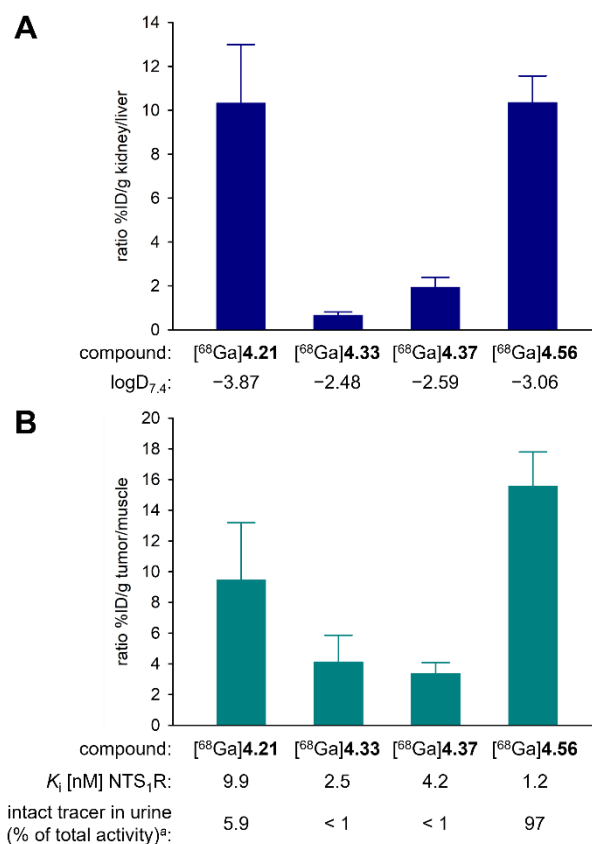 A
14
12
10
8
6
4
2
0
ratio %ID/g kidney/liver
compound: [⁶⁸Ga]4.21 [⁶⁸Ga]4.33 [⁶⁸Ga]4.37 [⁶⁸Ga]4.56
logD₇.₄: −3.87 −2.48 −2.59 −3.06
B
20
18
16
14
12
10
8
6
4
2
0
ratio %ID/g tumor/muscle
compound: [⁶⁸Ga]4.21 [⁶⁸Ga]4.33 [⁶⁸Ga]4.37 [⁶⁸Ga]4.56
Kᵢ [nM] NTS₁R: 9.9 2.5 4.2 1.2
intact tracer in urine
(% of total activity)ᵃ: 5.9 < 1 < 1 97